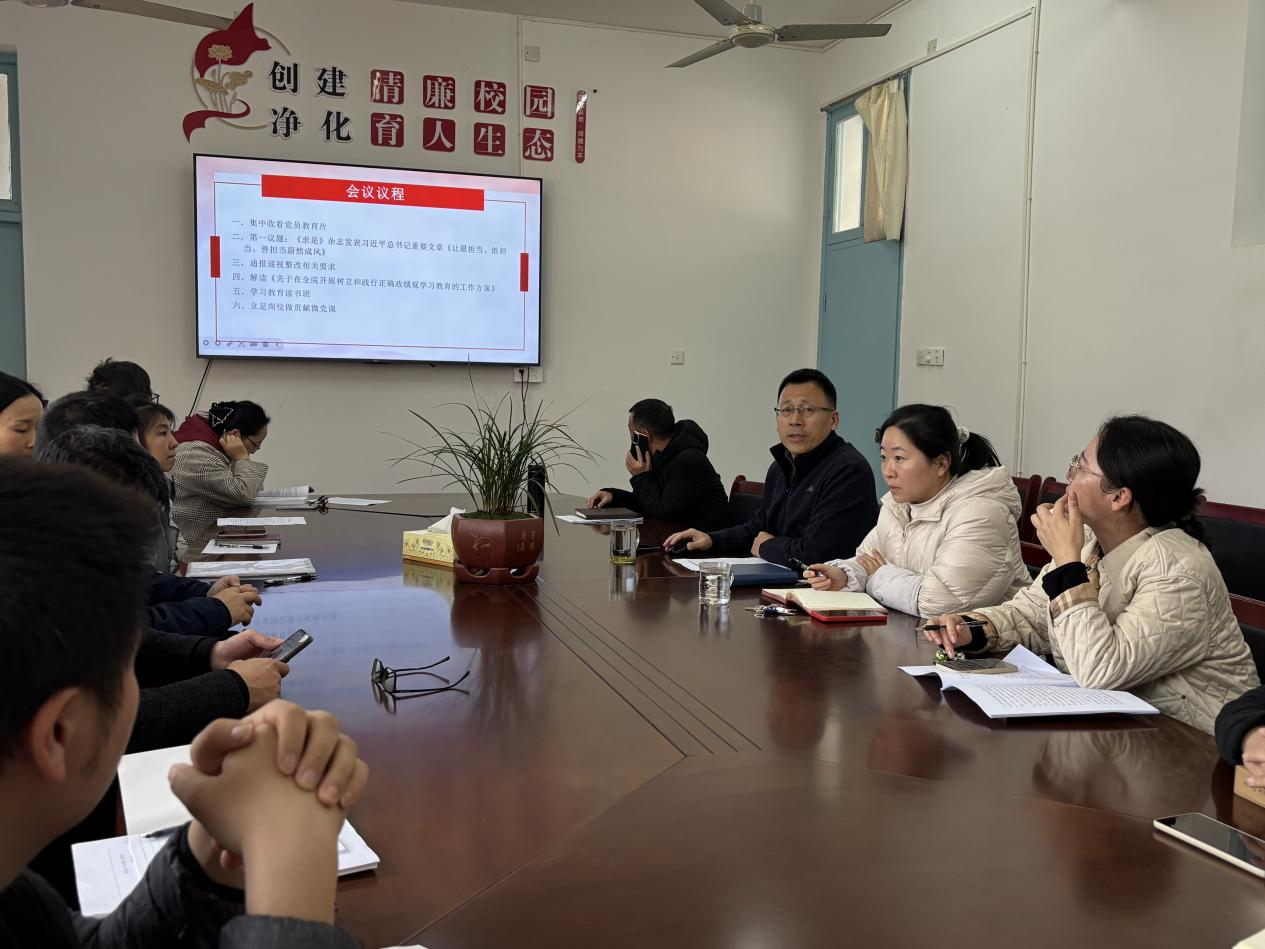 创建清廉校园
净化育人生态
会议议程
一、集中收看党员教育片
二、第一议题：《求是》杂志发表习近平总书记重要文章《让愿担当、敢担
当、善担当蔚然成风》
三、通报巡视整改相关要求
四、解读《关于在全院开展树立和践行正确政绩观学习教育的工作方案》
五、学习教育读书班
六、立足岗位做贡献微党课